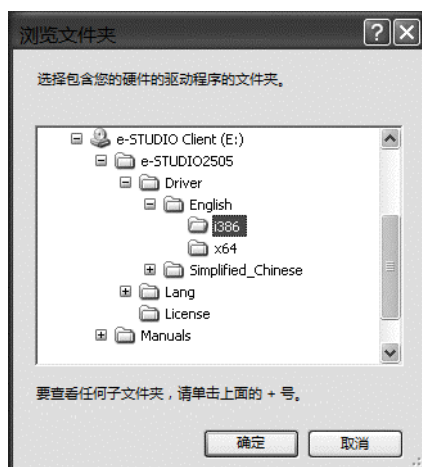 浏览文件夹
选择包含您的硬件的驱动程序的文件夹。
e-STUDIO Client (E:)
e-STUDIO2505
Driver
English
i386
x64
Simplified_Chinese
Lang
License
Manuals
要查看任何子文件夹，请单击上面的 + 号。
确定
取消